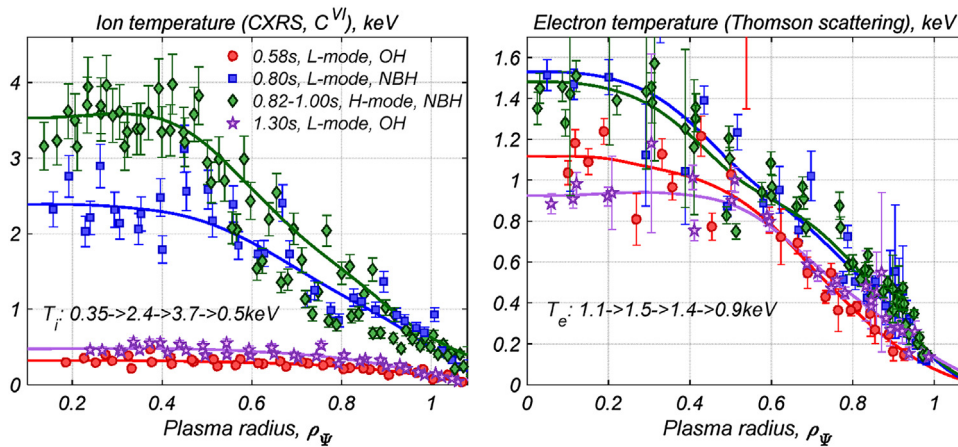 Ion temperature (CXRS, C^VI), keV
4
3
2
1
0
0.58s, L-mode, OH
0.80s, L-mode, NBH
0.82-1.00s, H-mode, NBH
1.30s, L-mode, OH
T_i: 0.35->2.4->3.7->0.5keV
0.2 0.4 0.6 0.8 1
Plasma radius, ρ_Ψ
Electron temperature (Thomson scattering), keV
1.6
1.4
1.2
1
0.8
0.6
0.4
0.2
0
T_e: 1.1->1.5->1.4->0.9keV
0 0.2 0.4 0.6 0.8 1
Plasma radius, ρ_Ψ